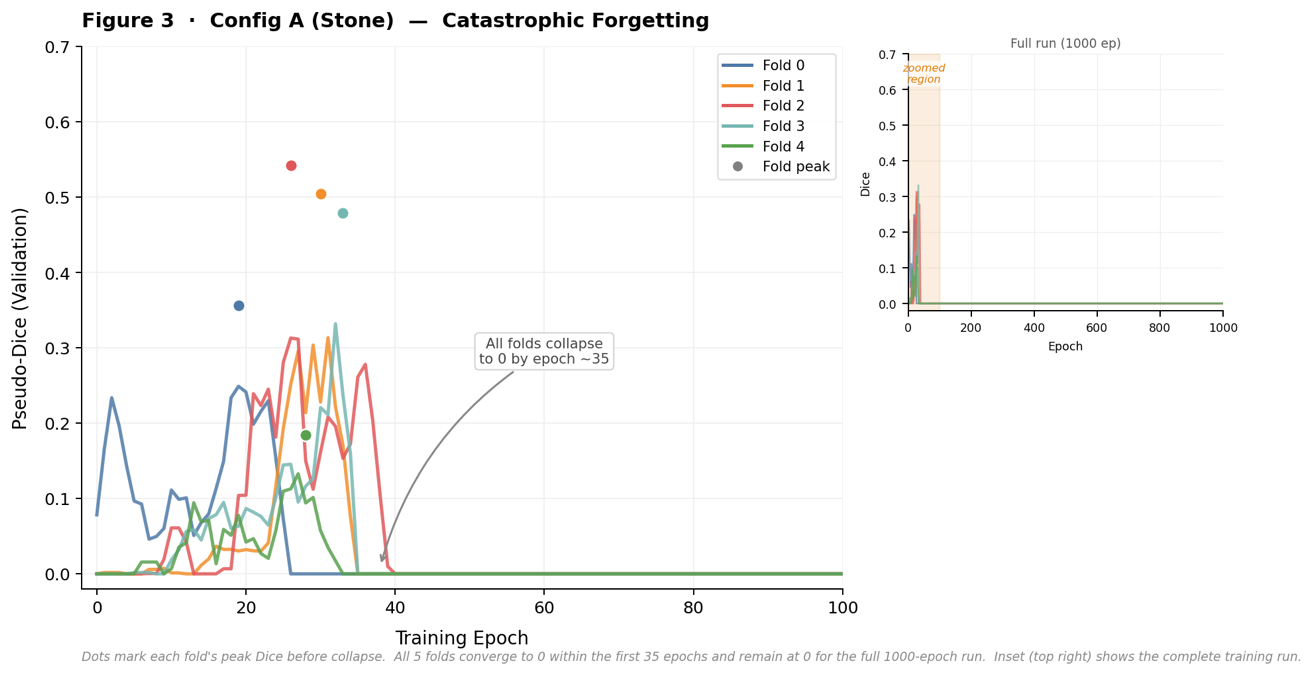 Figure 3 · Config A (Stone) — Catastrophic Forgetting
Pseudo-Dice (Validation)
0.7
0.6
0.5
0.4
0.3
0.2
0.1
0.0
0
20
40
60
80
100
Training Epoch
Fold 0
Fold 1
Fold 2
Fold 3
Fold 4
Fold peak
All folds collapse
to 0 by epoch ~35
Full run (1000 ep)
zoomed
region
Dice
0.7
0.6
0.5
0.4
0.3
0.2
0.1
0.0
0
200
400
600
800
1000
Epoch
Dots mark each fold's peak Dice before collapse. All 5 folds converge to 0 within the first 35 epochs and remain at 0 for the full 1000-epoch run. Inset (top right) shows the complete training run.